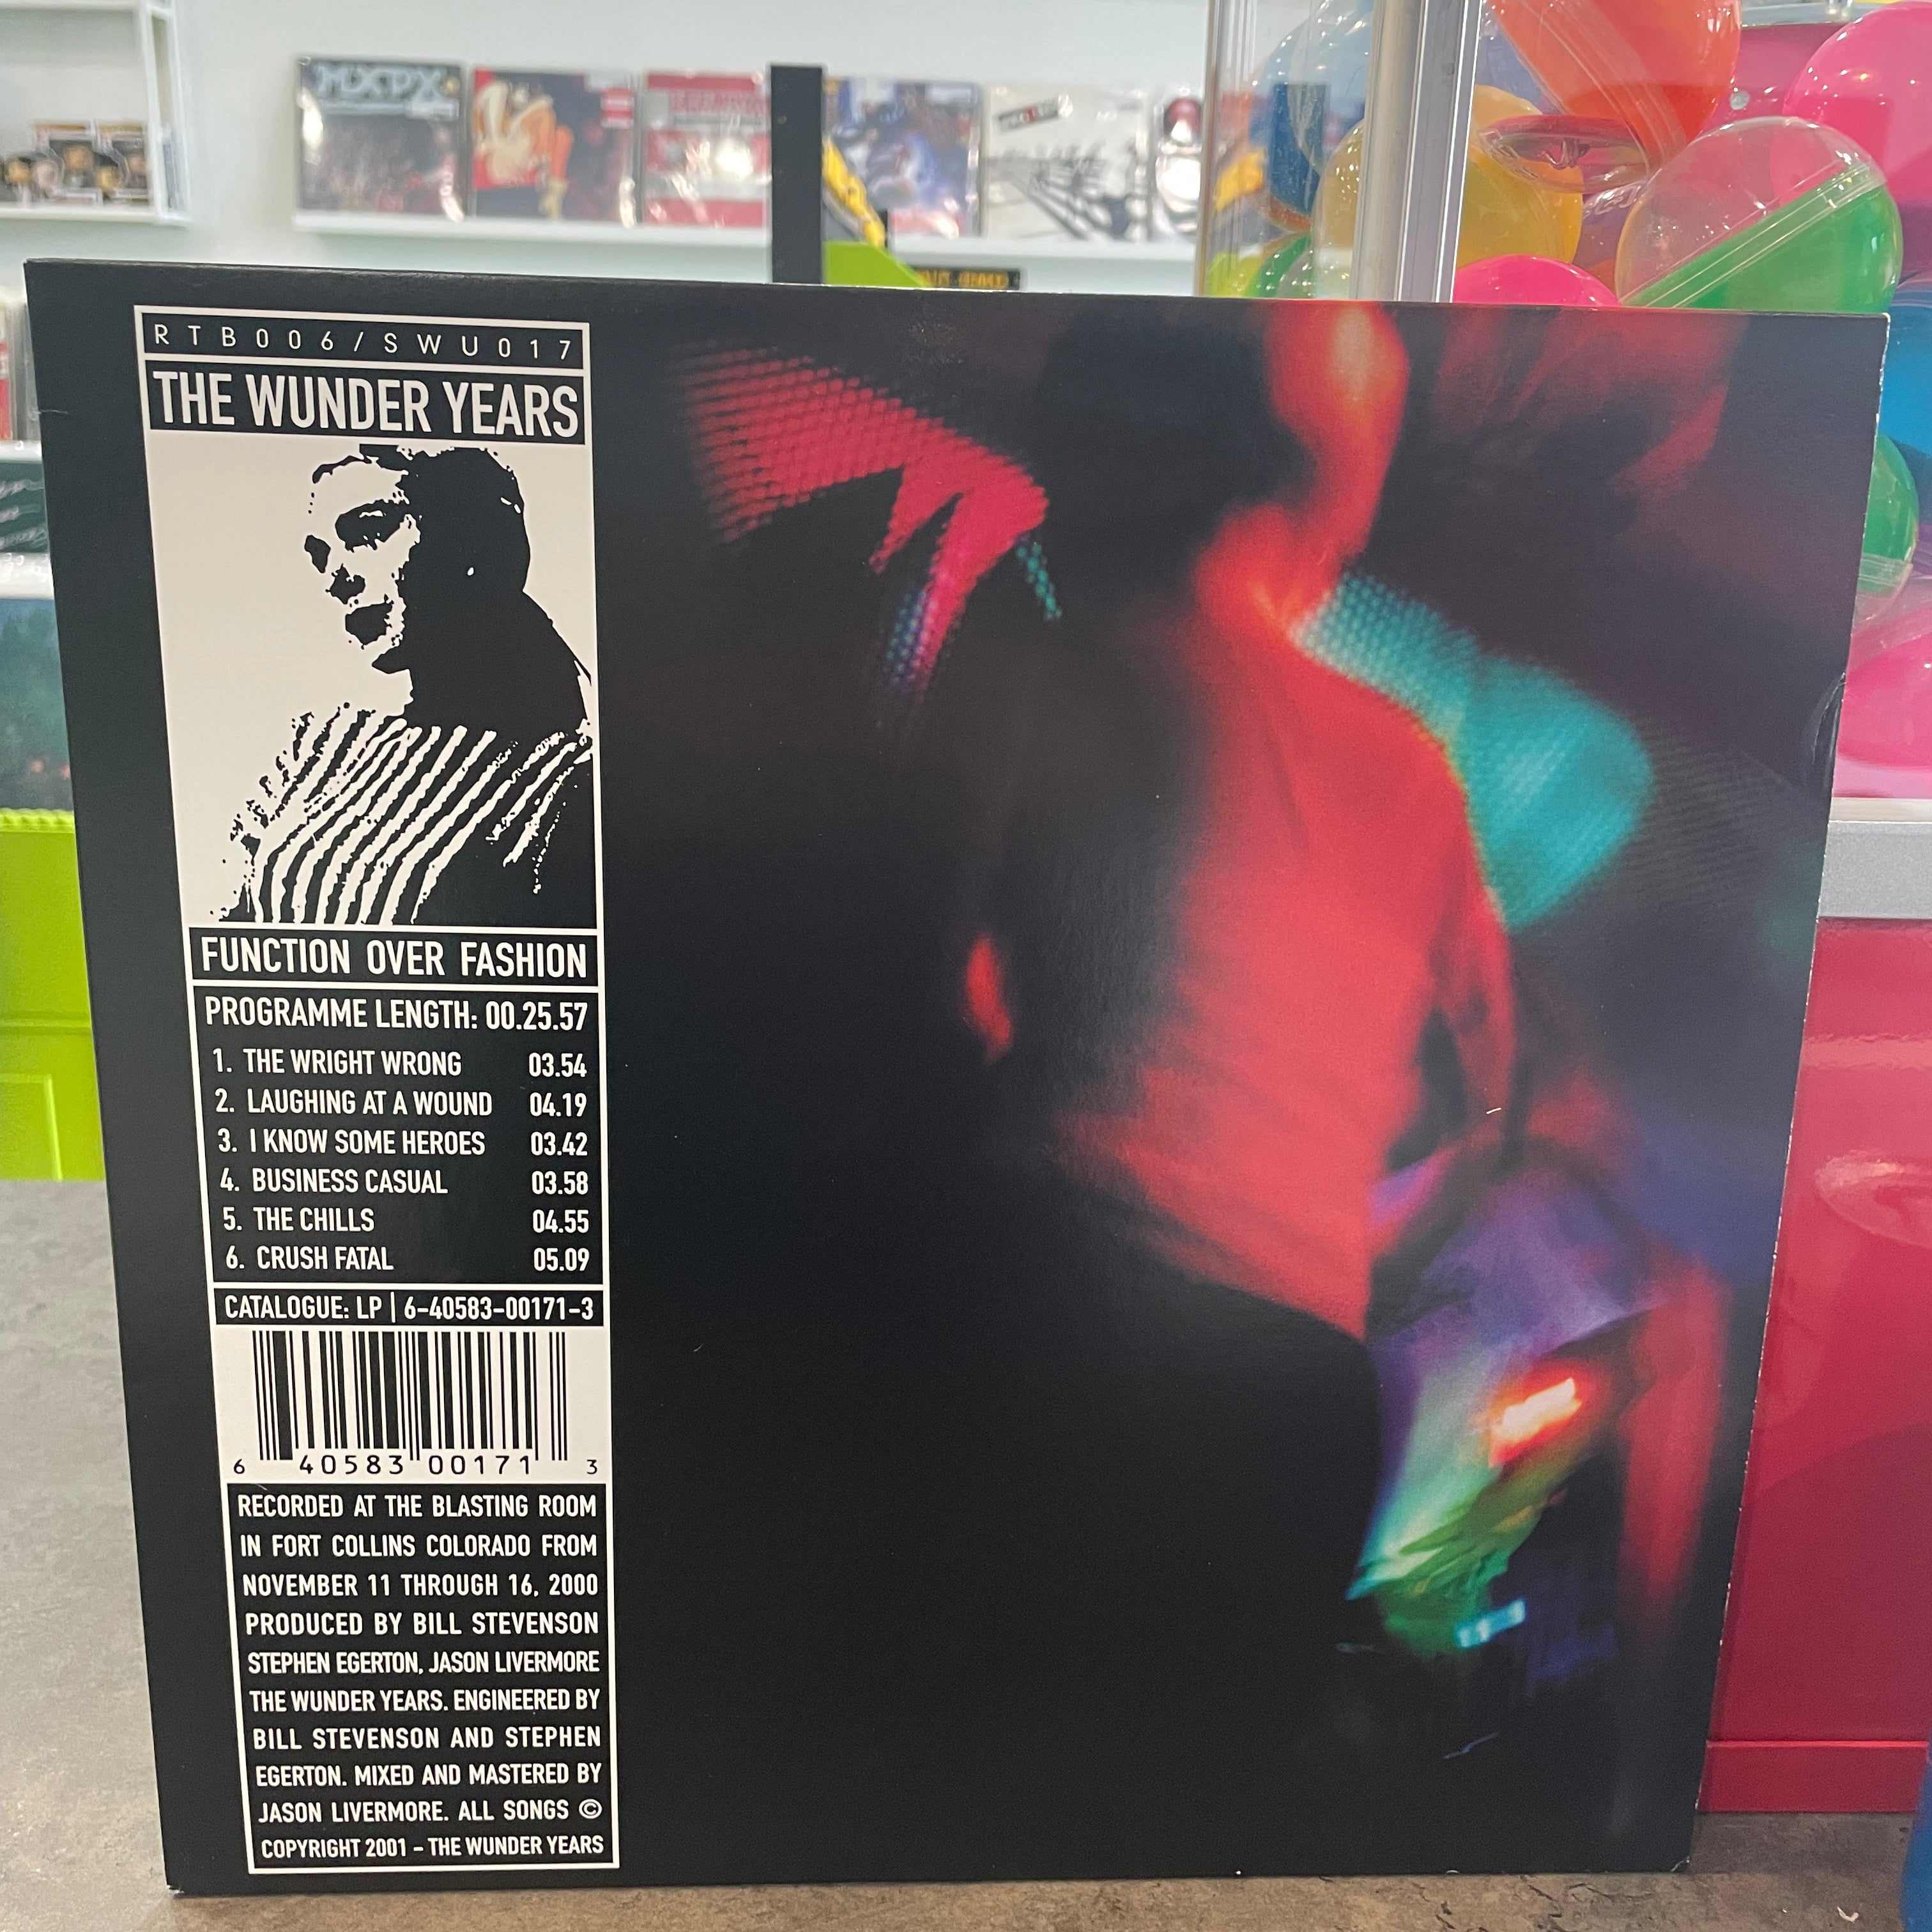 MXPX
RTB006/SWU017
THE WUNDER YEARS
FUNCTION OVER FASHION
PROGRAMME LENGTH: 00.25.57
1. THE WRIGHT WRONG 03.54
2. LAUGHING AT A WOUND 04.19
3. I KNOW SOME HEROES 03.42
4. BUSINESS CASUAL 03.58
5. THE CHILLS 04.55
6. CRUSH FATAL 05.09
CATALOGUE: LP | 6-40583-00171-3
6 40583 00171 3
RECORDED AT THE BLASTING ROOM
IN FORT COLLINS COLORADO FROM
NOVEMBER 11 THROUGH 16, 2000
PRODUCED BY BILL STEVENSON
STEPHEN EGERTON, JASON LIVERMORE
THE WUNDER YEARS. ENGINEERED BY
BILL STEVENSON AND STEPHEN
EGERTON. MIXED AND MASTERED BY
JASON LIVERMORE. ALL SONGS ©
COPYRIGHT 2001 – THE WUNDER YEARS